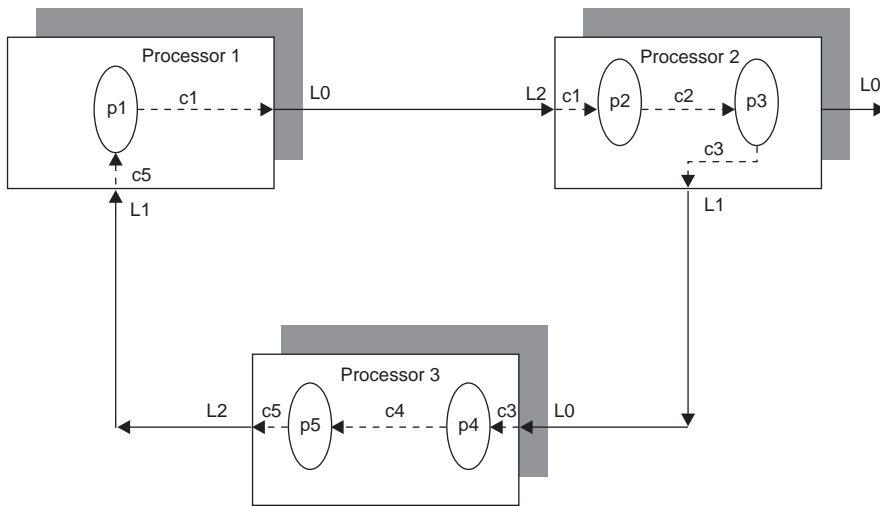 Processor 1
p1
c1
c5
L0
L1
L2
Processor 2
c1
p2
c2
p3
c3
L0
L1
Processor 3
L2
c5
p5
c4
p4
c3
L0